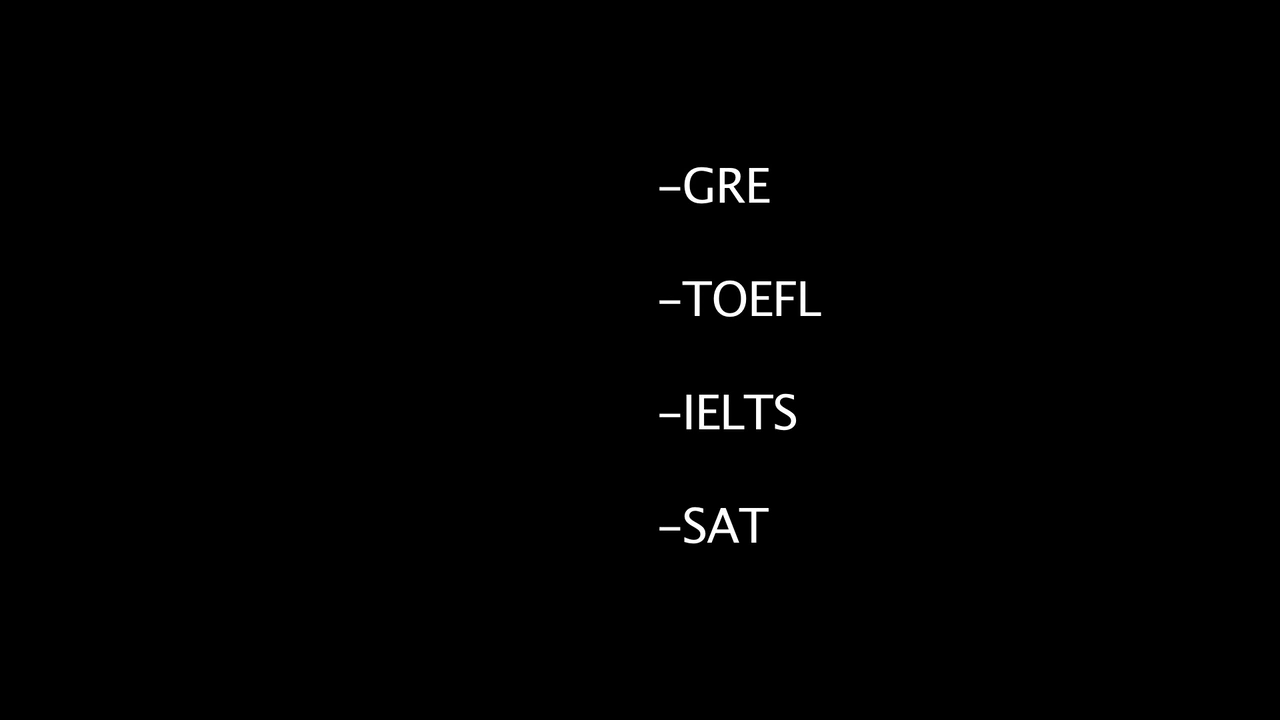 –GRE
–TOEFL
–IELTS
–SAT